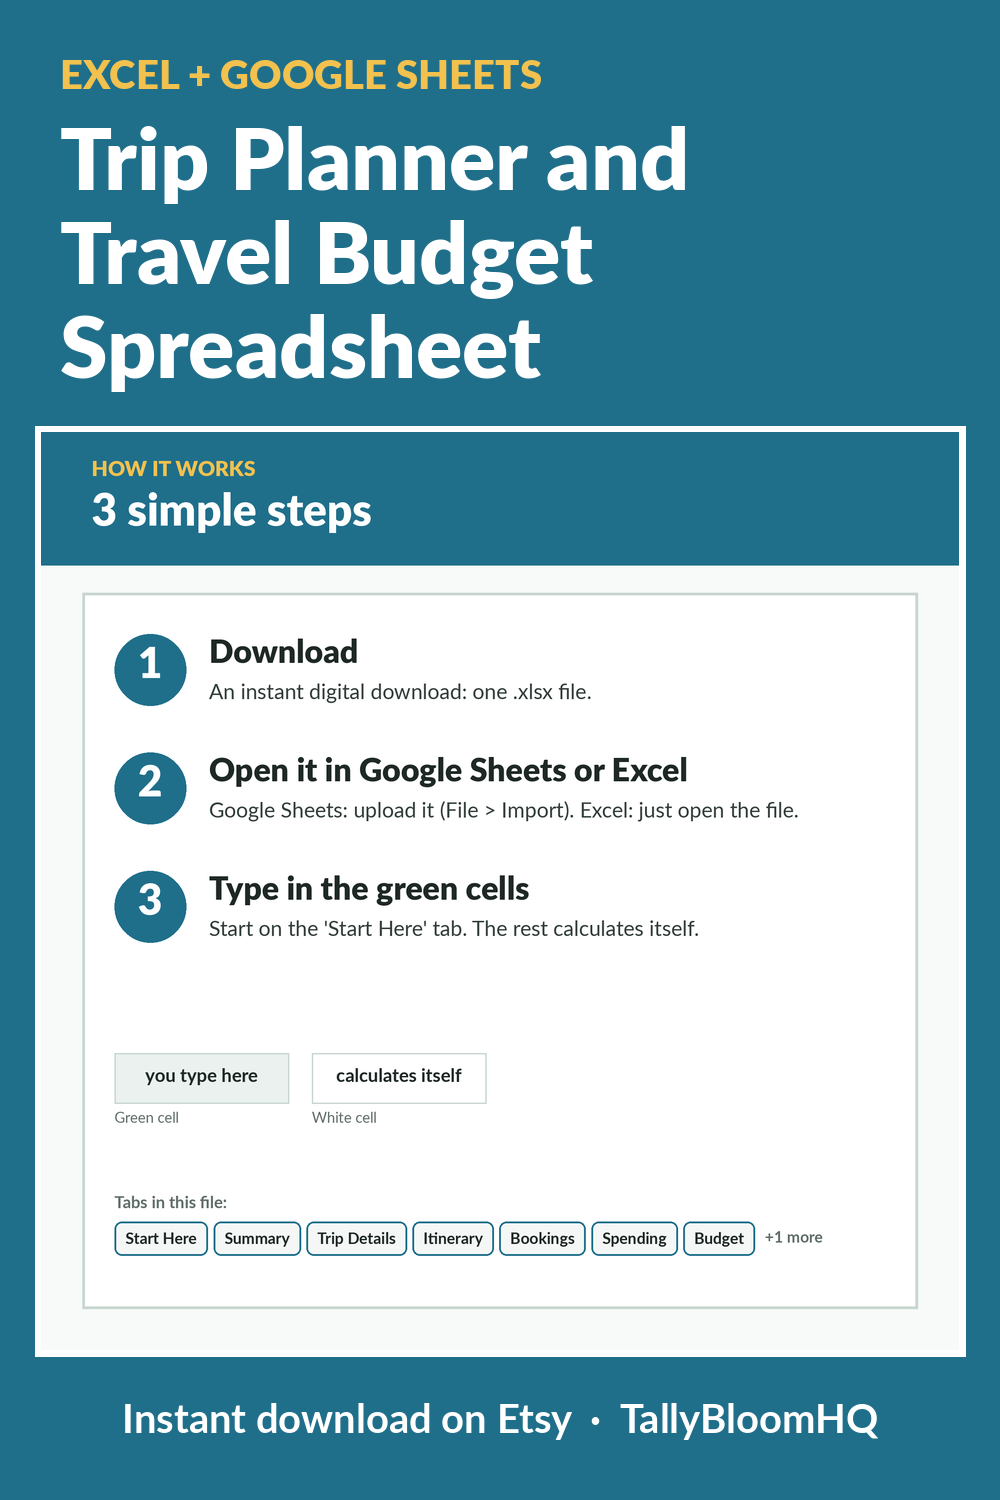 EXCEL + GOOGLE SHEETS
Trip Planner and
Travel Budget
Spreadsheet
HOW IT WORKS
3 simple steps
1
Download
An instant digital download: one .xlsx file.
2
Open it in Google Sheets or Excel
Google Sheets: upload it (File > Import). Excel: just open the file.
3
Type in the green cells
Start on the 'Start Here' tab. The rest calculates itself.
you type here
calculates itself
Green cell
White cell
Tabs in this file:
Start Here Summary Trip Details Itinerary Bookings Spending Budget +1 more
Instant download on Etsy · TallyBloomHQ